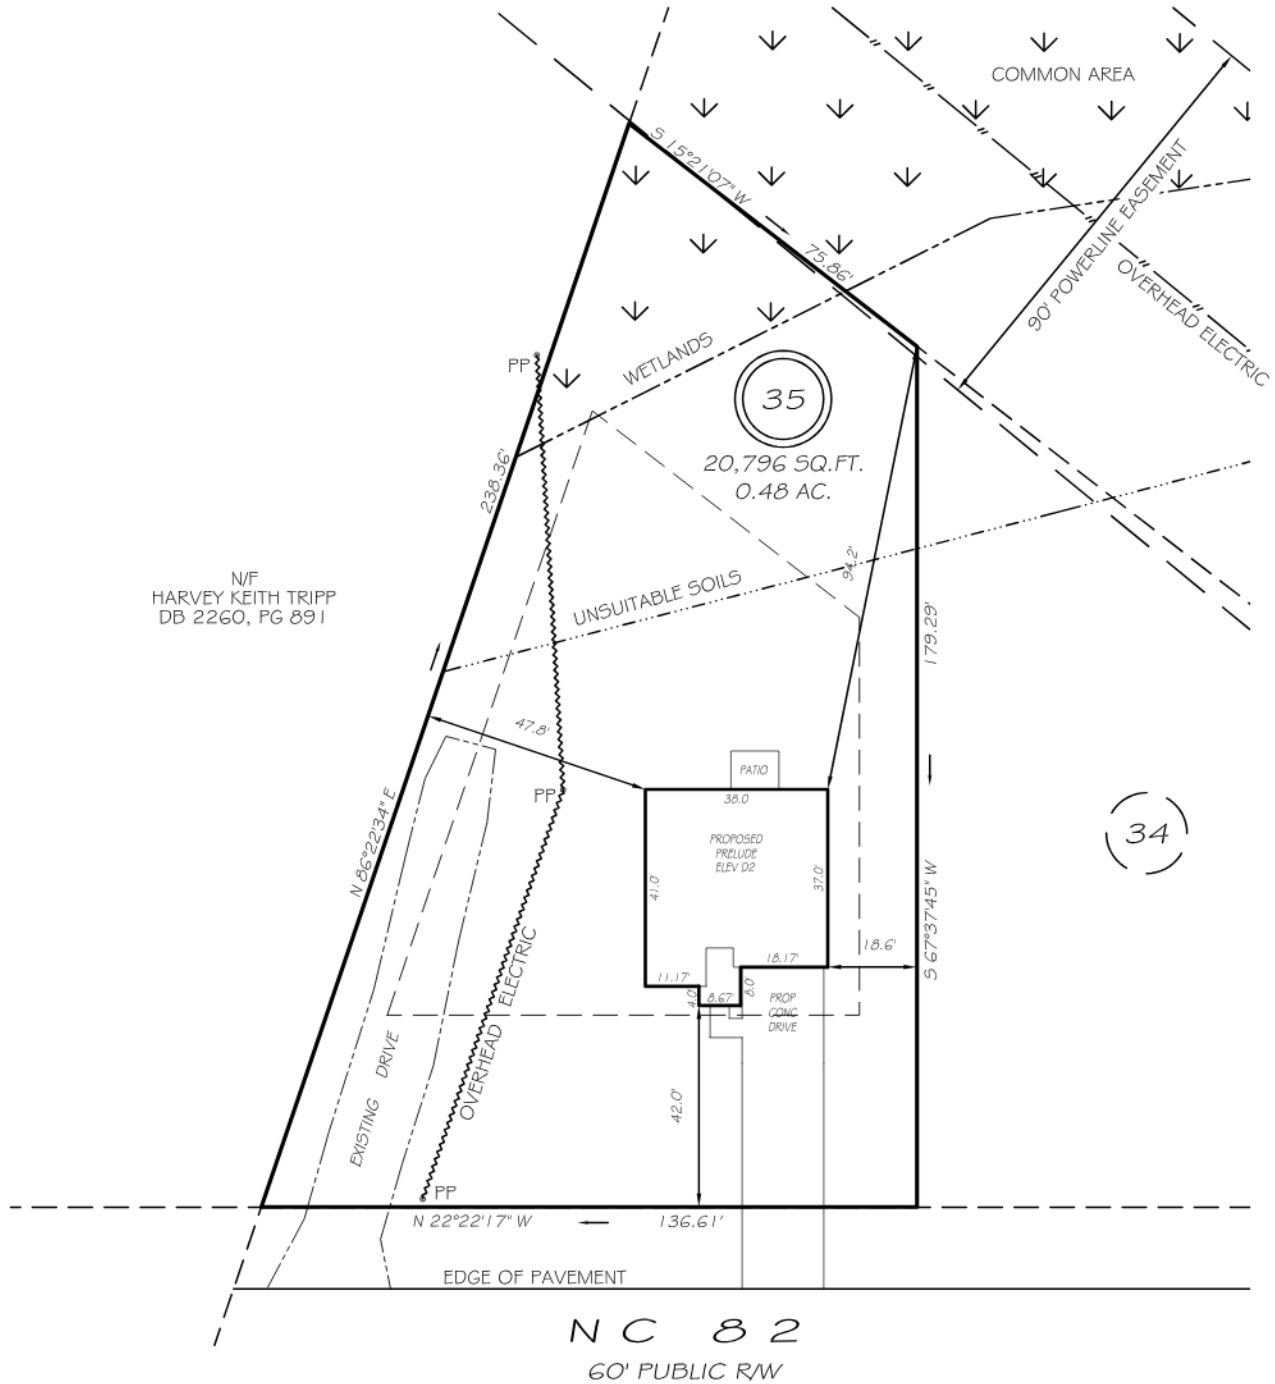 COMMON AREA
S 15°21'07" W
75.86'
90' POWERLINE EASEMENT
OVERHEAD ELECTRIC
PP
WETLANDS
35
20,796 SQ.FT.
0.48 AC.
238.36'
N/F
HARVEY KEITH TRIPP
DB 2260, PG 891
UNSUITABLE SOILS
94.2'
179.29'
47.8'
PATIO
PP
38.0
N 86°22'34" E
PROPOSED
PRELUDE
ELEV D2
41.0'
37.0'
34
S 67°37'45" W
18.6'
18.17'
11.17'
4.0'
8.67'
8.0'
PROP
CONC
DRIVE
OVERHEAD ELECTRIC
EXISTING DRIVE
42.0'
PP
N 22°22'17" W
136.61'
EDGE OF PAVEMENT
NC 82
60' PUBLIC R/W